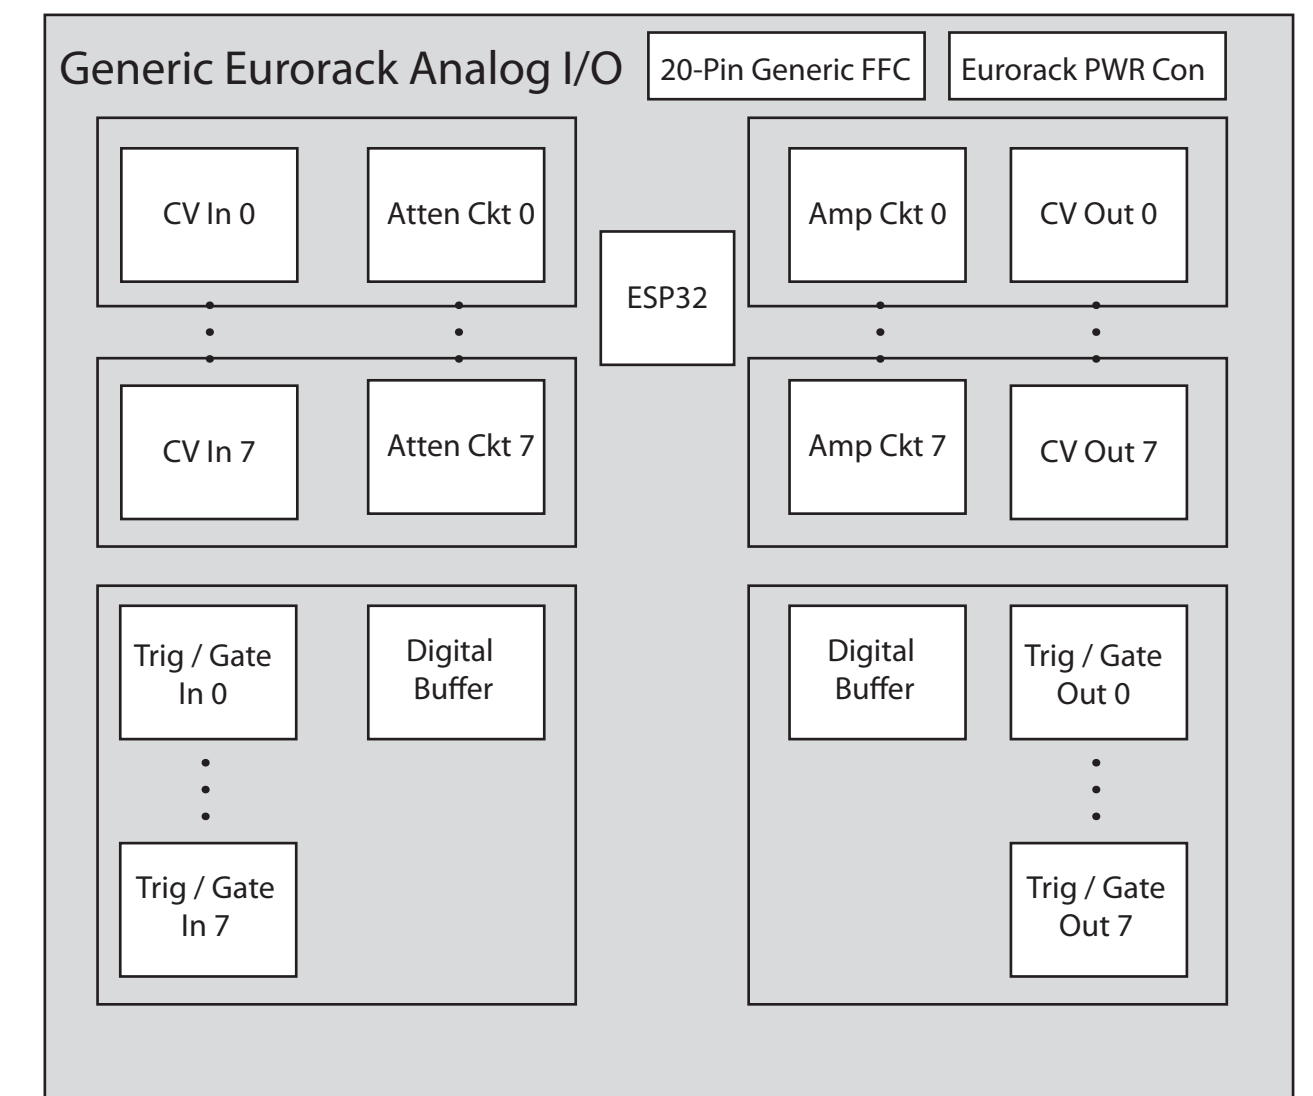 Generic Eurorack Analog I/O
20-Pin Generic FFC
Eurorack PWR Con
CV In 0
Atten Ckt 0
ESP32
Amp Ckt 0
CV Out 0
CV In 7
Atten Ckt 7
Amp Ckt 7
CV Out 7
Trig / Gate
In 0
Digital
Buffer
Digital
Buffer
Trig / Gate
Out 0
Trig / Gate
In 7
Trig / Gate
Out 7